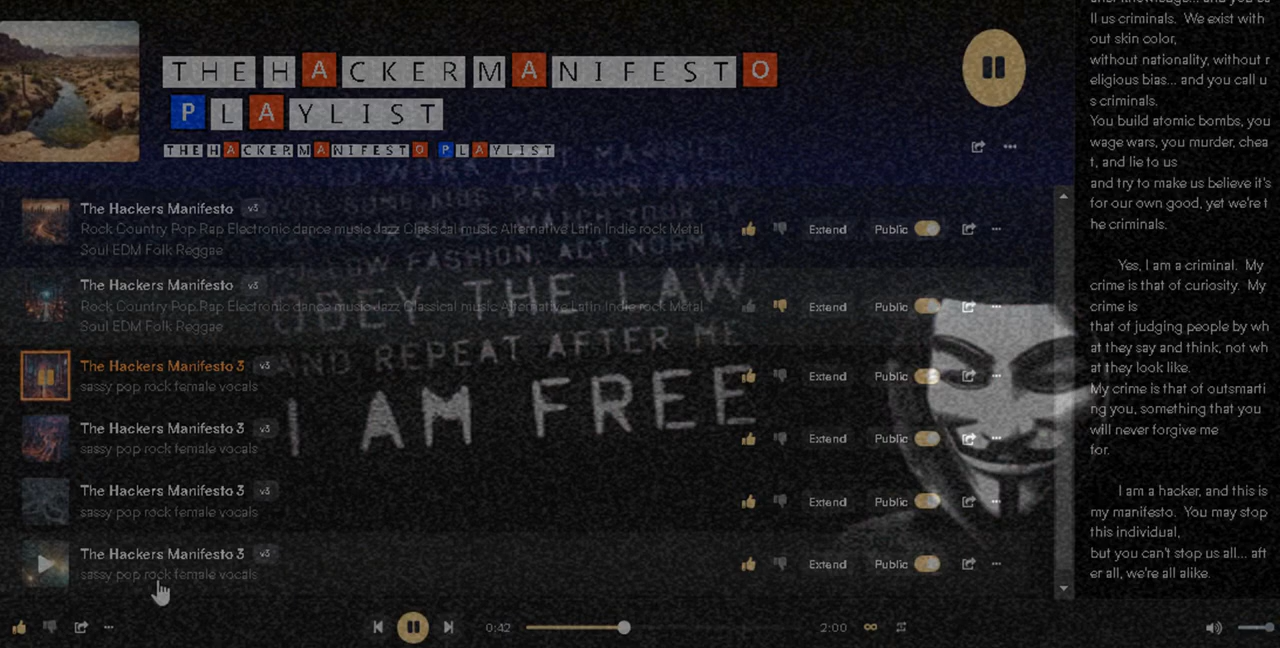 THE HACKER MANIFESTO
PLAYLIST
THE HACKER MANIFESTO PLAYLIST
The Hackers Manifesto v3
Rock Country Pop Rap Electronic dance music Jazz Classical music Alternative Latin Indie rock Metal
Soul EDM Folk Reggae
Extend Public
The Hackers Manifesto v3
Rock Country Pop Rap Electronic dance music Jazz Classical music Alternative Latin Indie rock Metal
Soul EDM Folk Reggae
Extend Public
The Hackers Manifesto 3 v3
sassy pop rock female vocals
Extend Public
The Hackers Manifesto 3 v3
sassy pop rock female vocals
Extend Public
The Hackers Manifesto 3 v3
sassy pop rock female vocals
Extend Public
The Hackers Manifesto 3 v3
sassy pop rock female vocals
Extend Public
0:42 2:00
PAY YOUR
WATCH YOUR TV
FOLLOW FASHION. ACT NORMAL
OBEY THE LAW
AND REPEAT AFTER ME
I AM FREE
ll us criminals. We exist with
out skin color,
without nationality, without r
eligious bias... and you call u
s criminals.
You build atomic bombs, you
wage wars, you murder, chea
t, and lie to us
and try to make us believe it's
for our own good, yet we're t
he criminals.
Yes, I am a criminal. My
crime is that of curiosity. My
crime is
that of judging people by wh
at they say and think, not wh
at they look like.
My crime is that of outsmarti
ng you, something that you
will never forgive me
for.
I am a hacker, and this is
my manifesto. You may stop
this individual,
but you can't stop us all... aft
er all, we're all alike.